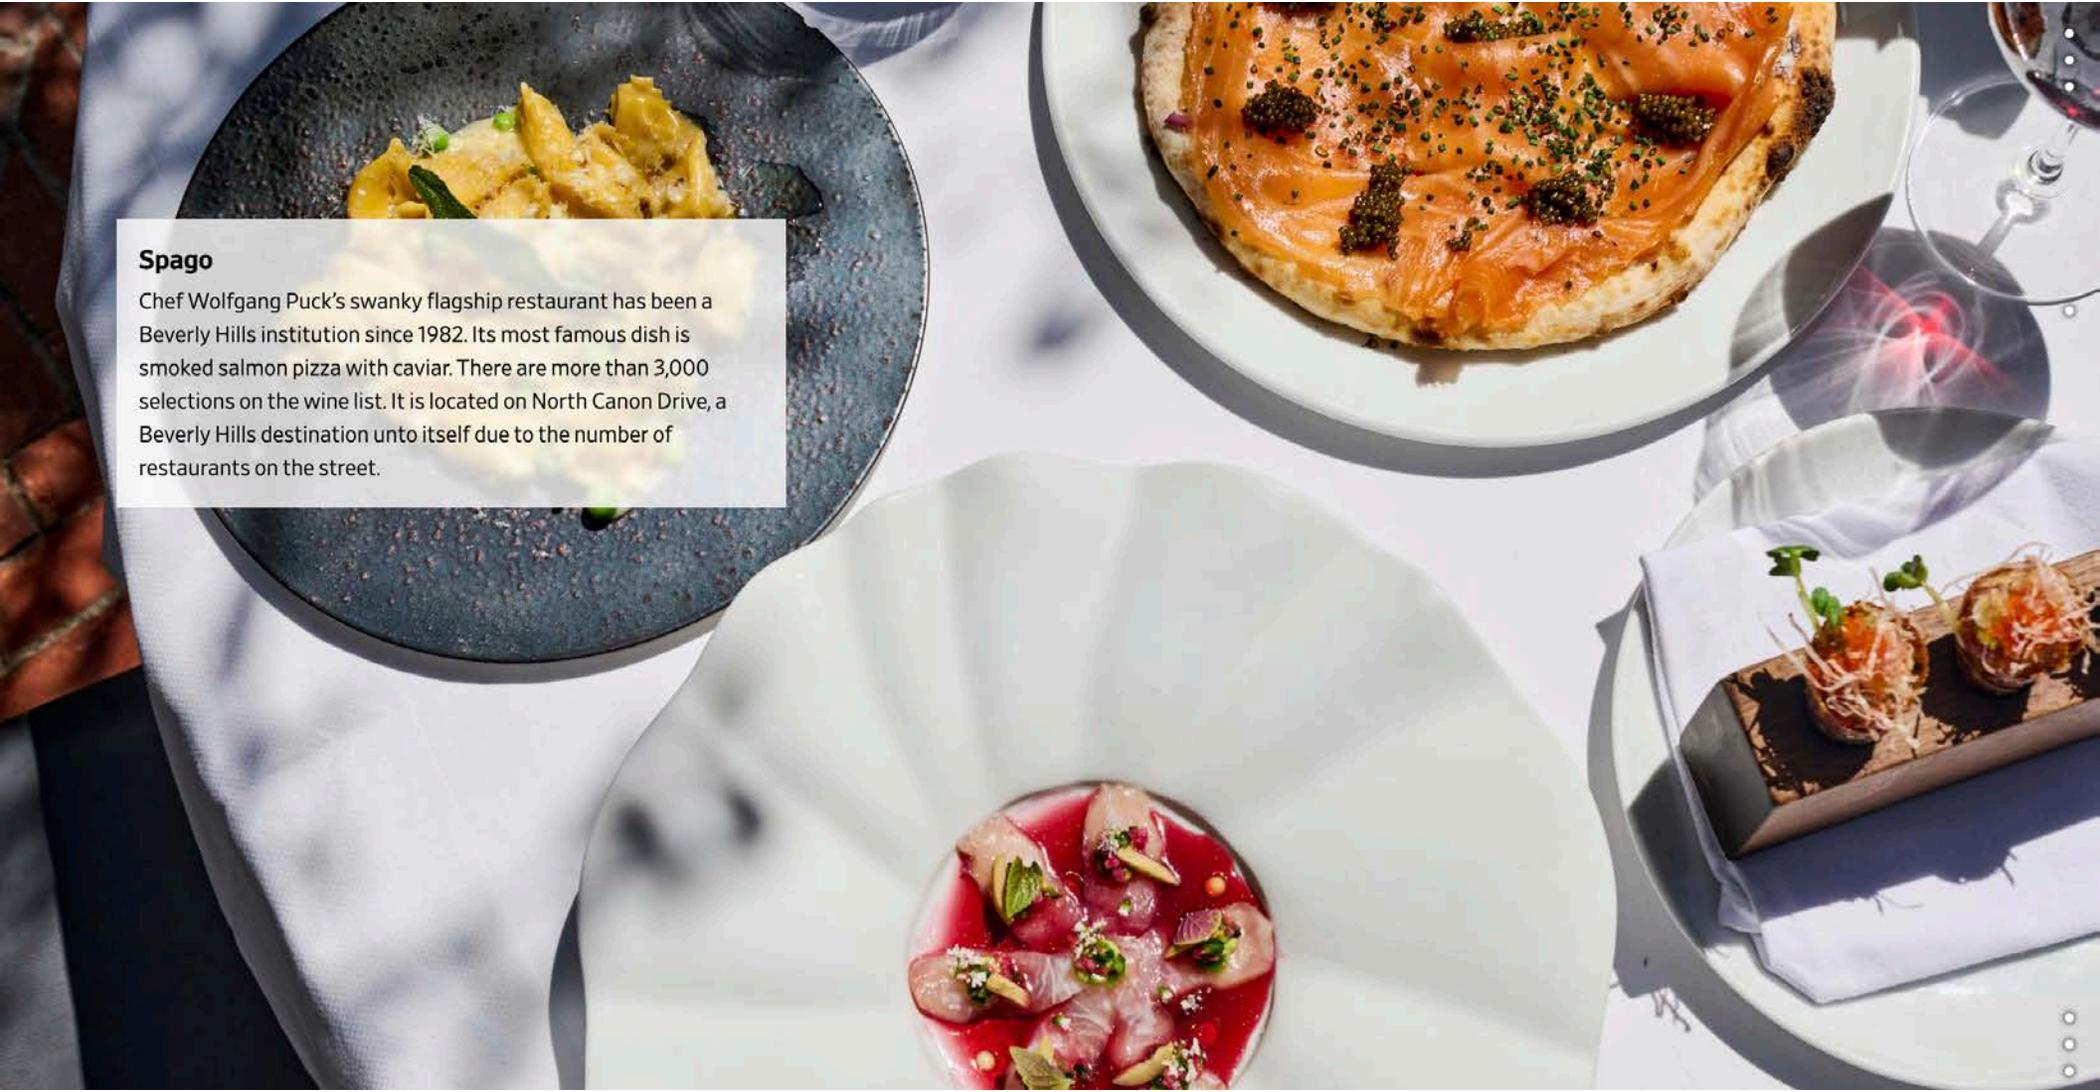 Spago
Chef Wolfgang Puck's swanky flagship restaurant has been a
Beverly Hills institution since 1982. Its most famous dish is
smoked salmon pizza with caviar. There are more than 3,000
selections on the wine list. It is located on North Canon Drive, a
Beverly Hills destination unto itself due to the number of
restaurants on the street.